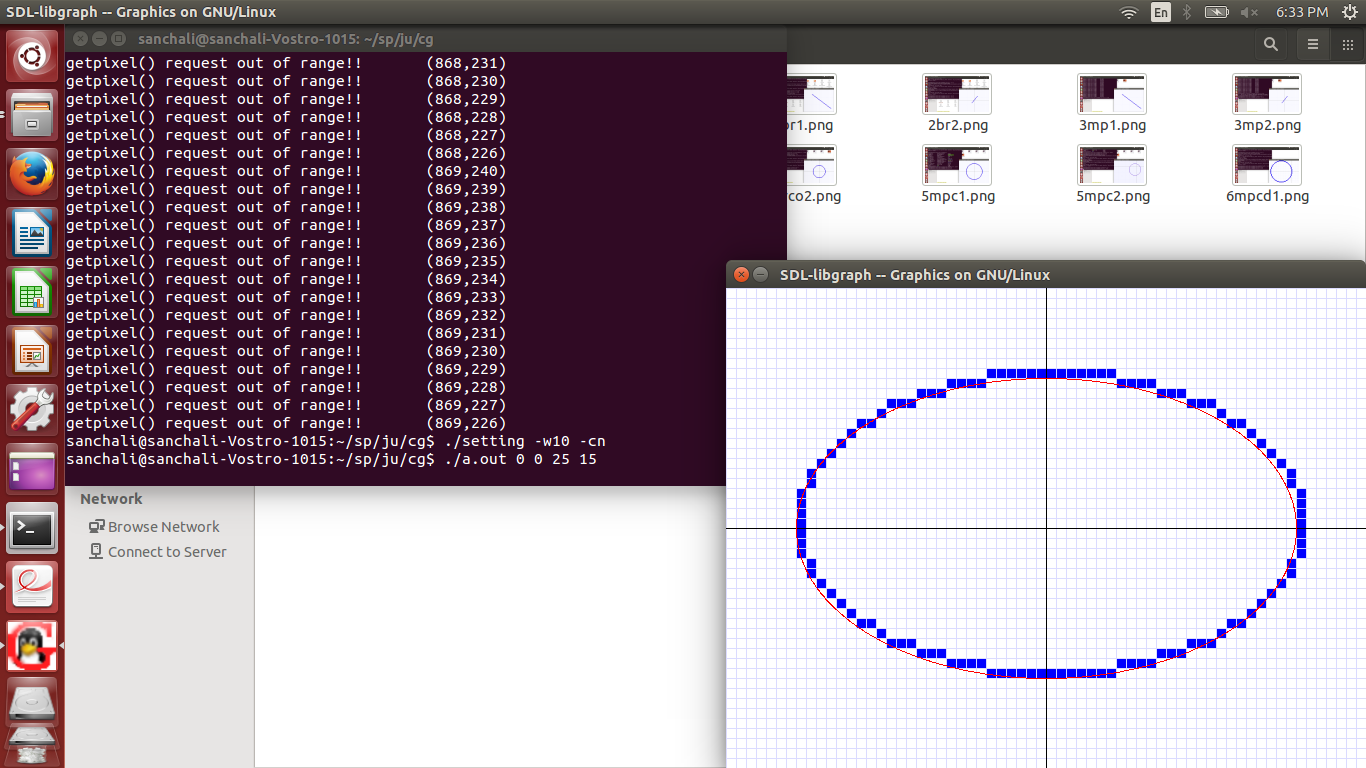 SDL-libgraph -- Graphics on GNU/Linux
En
6:33 PM
sanchali@sanchali-Vostro-1015: ~/sp/ju/cg
getpixel() request out of range!! (868,231)
getpixel() request out of range!! (868,230)
getpixel() request out of range!! (868,229)
getpixel() request out of range!! (868,228)
getpixel() request out of range!! (868,227)
getpixel() request out of range!! (868,226)
getpixel() request out of range!! (869,240)
getpixel() request out of range!! (869,239)
getpixel() request out of range!! (869,238)
getpixel() request out of range!! (869,237)
getpixel() request out of range!! (869,236)
getpixel() request out of range!! (869,235)
getpixel() request out of range!! (869,234)
getpixel() request out of range!! (869,233)
getpixel() request out of range!! (869,232)
getpixel() request out of range!! (869,231)
getpixel() request out of range!! (869,230)
getpixel() request out of range!! (869,229)
getpixel() request out of range!! (869,228)
getpixel() request out of range!! (869,227)
getpixel() request out of range!! (869,226)
sanchali@sanchali-Vostro-1015:~/sp/ju/cg$ ./setting -w10 -cn
sanchali@sanchali-Vostro-1015:~/sp/ju/cg$ ./a.out 0 0 25 15
br1.png 2br2.png 3mp1.png 3mp2.png
co2.png 5mpc1.png 5mpc2.png 6mpcd1.png
SDL-libgraph -- Graphics on GNU/Linux
Network
Browse Network
Connect to Server